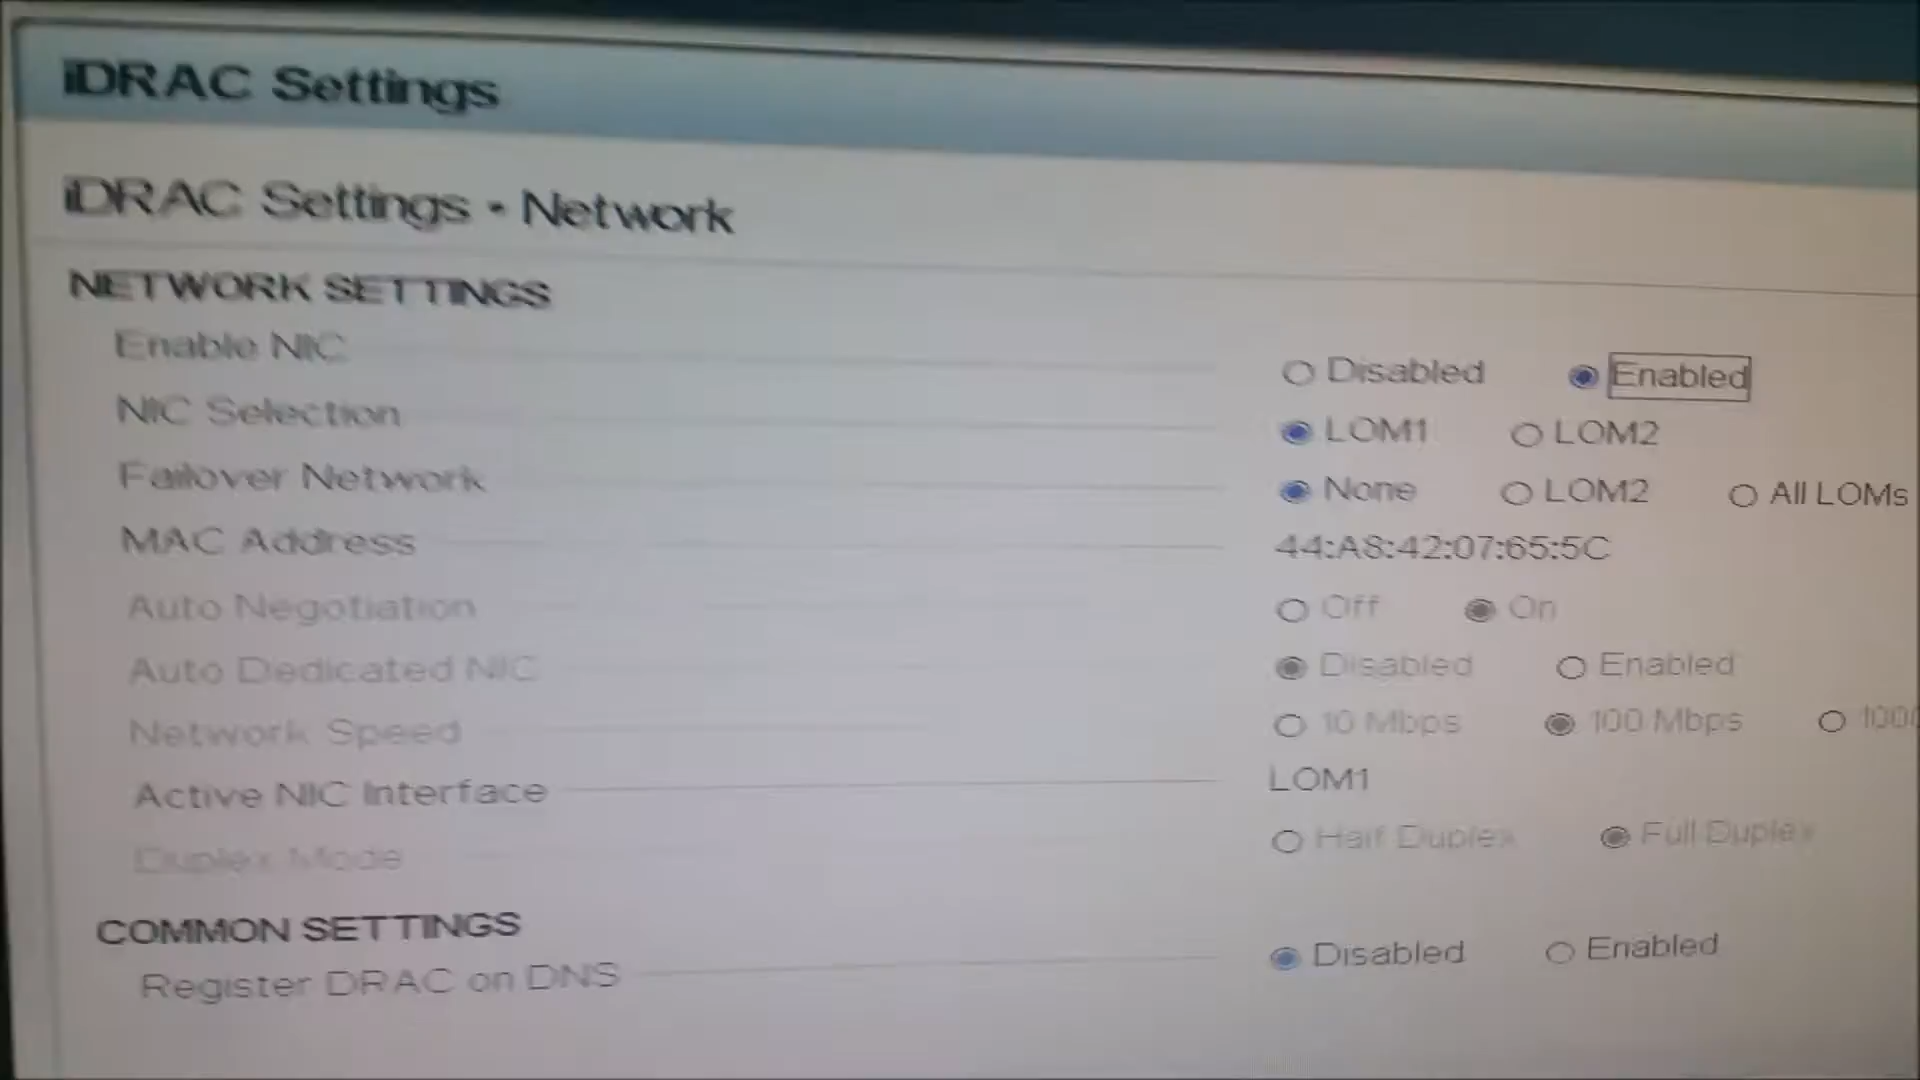 iDRAC Settings
iDRAC Settings • Network
NETWORK SETTINGS
Enable NIC Disabled Enabled
NIC Selection LOM1 LOM2
Failover Network None LOM2 All LOMs
MAC Address 44:A8:42:07:65:5C
Auto Negotiation Off On
Auto Dedicated NIC Disabled Enabled
Network Speed 10 Mbps 100 Mbps
Active NIC Interface LOM1
Duplex Mode Half Duplex Full Duplex
COMMON SETTINGS
Register DRAC on DNS Disabled Enabled